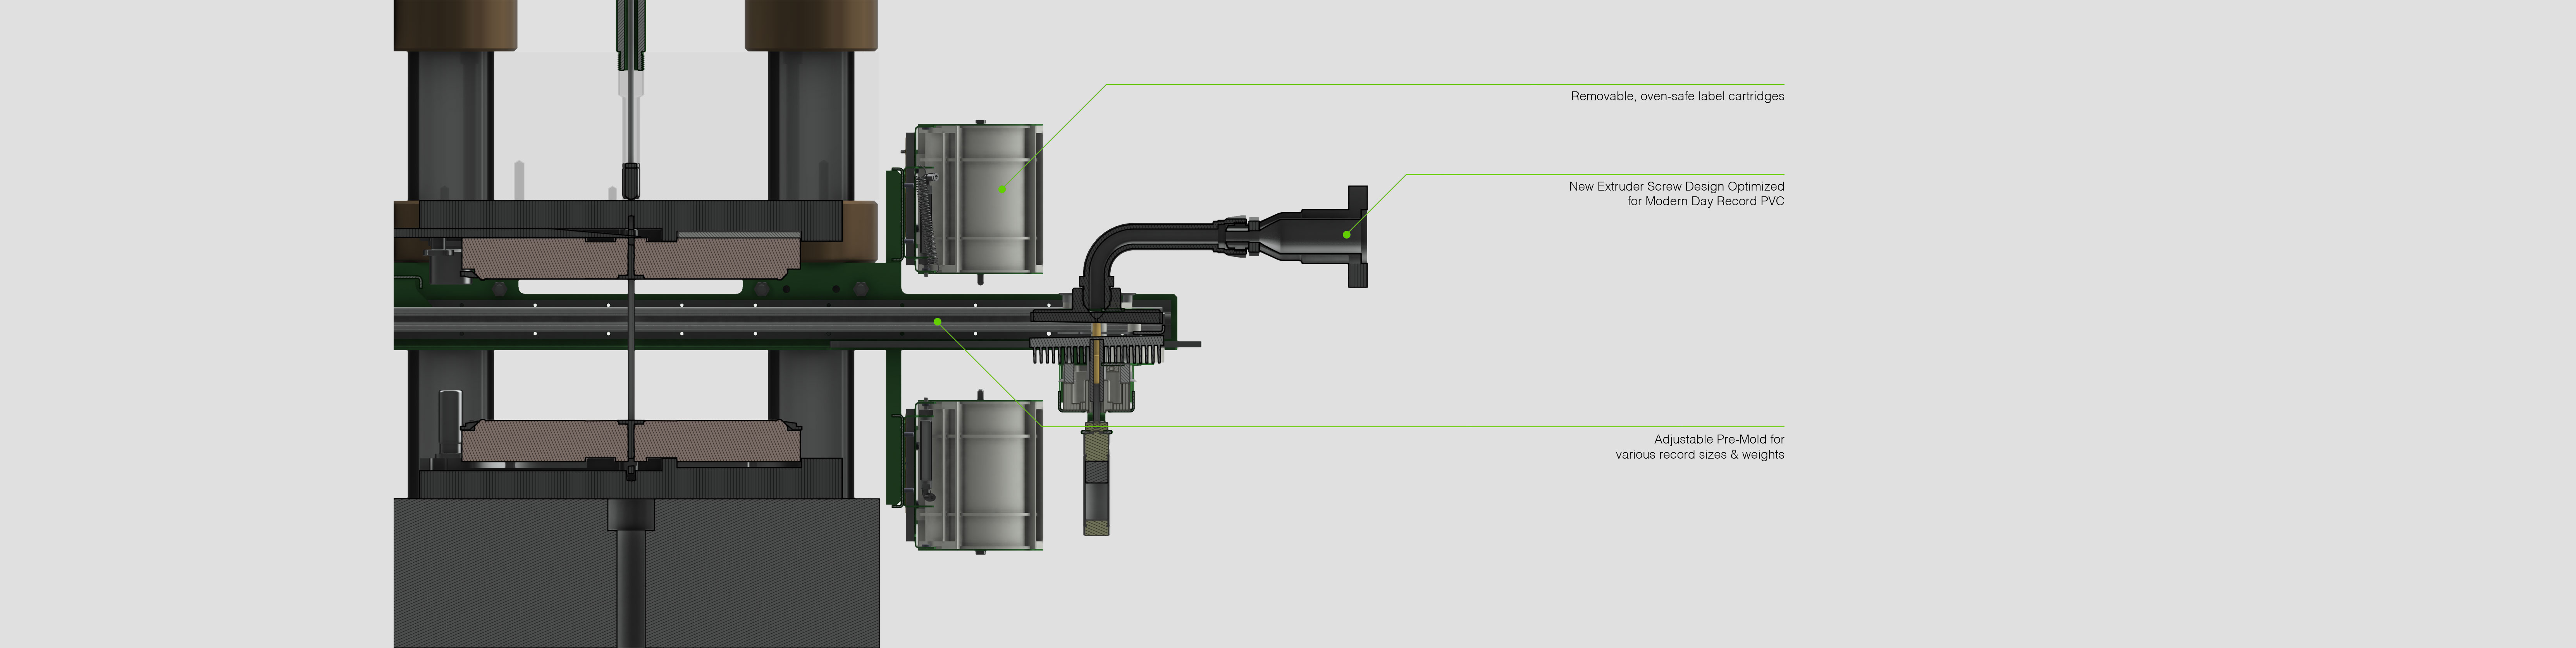 Removable, oven-safe label cartridges
New Extruder Screw Design Optimized
for Modern Day Record PVC
Adjustable Pre-Mold for
various record sizes & weights